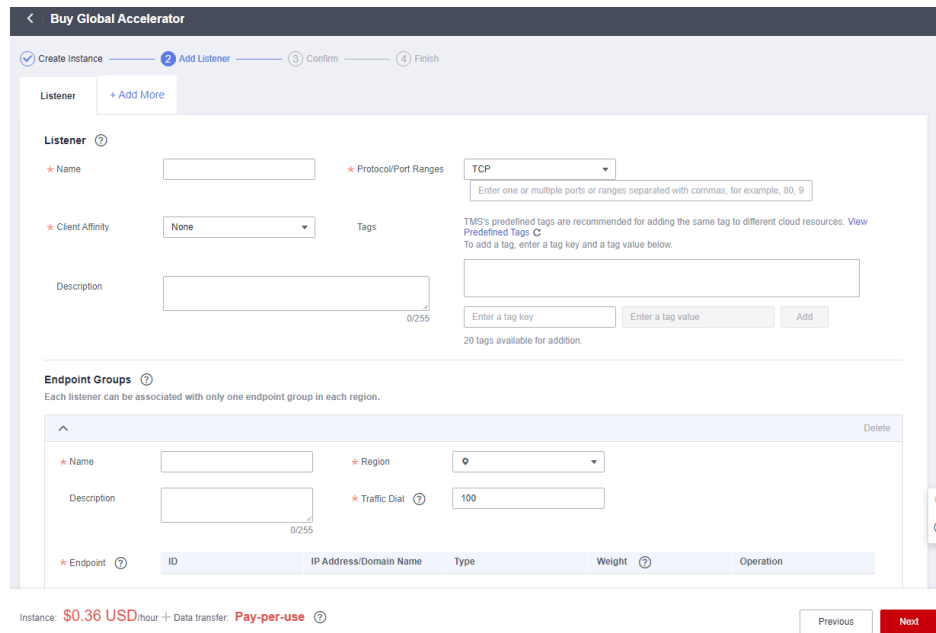 Buy Global Accelerator
Create Instance 2 Add Listener 3 Confirm 4 Finish
Listener + Add More
Listener ?
* Name * Protocol/Port Ranges TCP
Enter one or multiple ports or ranges separated with commas, for example, 80, 9
* Client Affinity None Tags TMS's predefined tags are recommended for adding the same tag to different cloud resources. View
Predefined Tags
To add a tag, enter a tag key and a tag value below.
Description
0/255
Enter a tag key Enter a tag value Add
20 tags available for addition.
Endpoint Groups ?
Each listener can be associated with only one endpoint group in each region.
Delete
* Name * Region
Description * Traffic Dial ? 100
0/255
* Endpoint ? ID IP Address/Domain Name Type Weight ? Operation
Instance: $0.36 USD/hour + Data transfer: Pay-per-use ? Previous Next